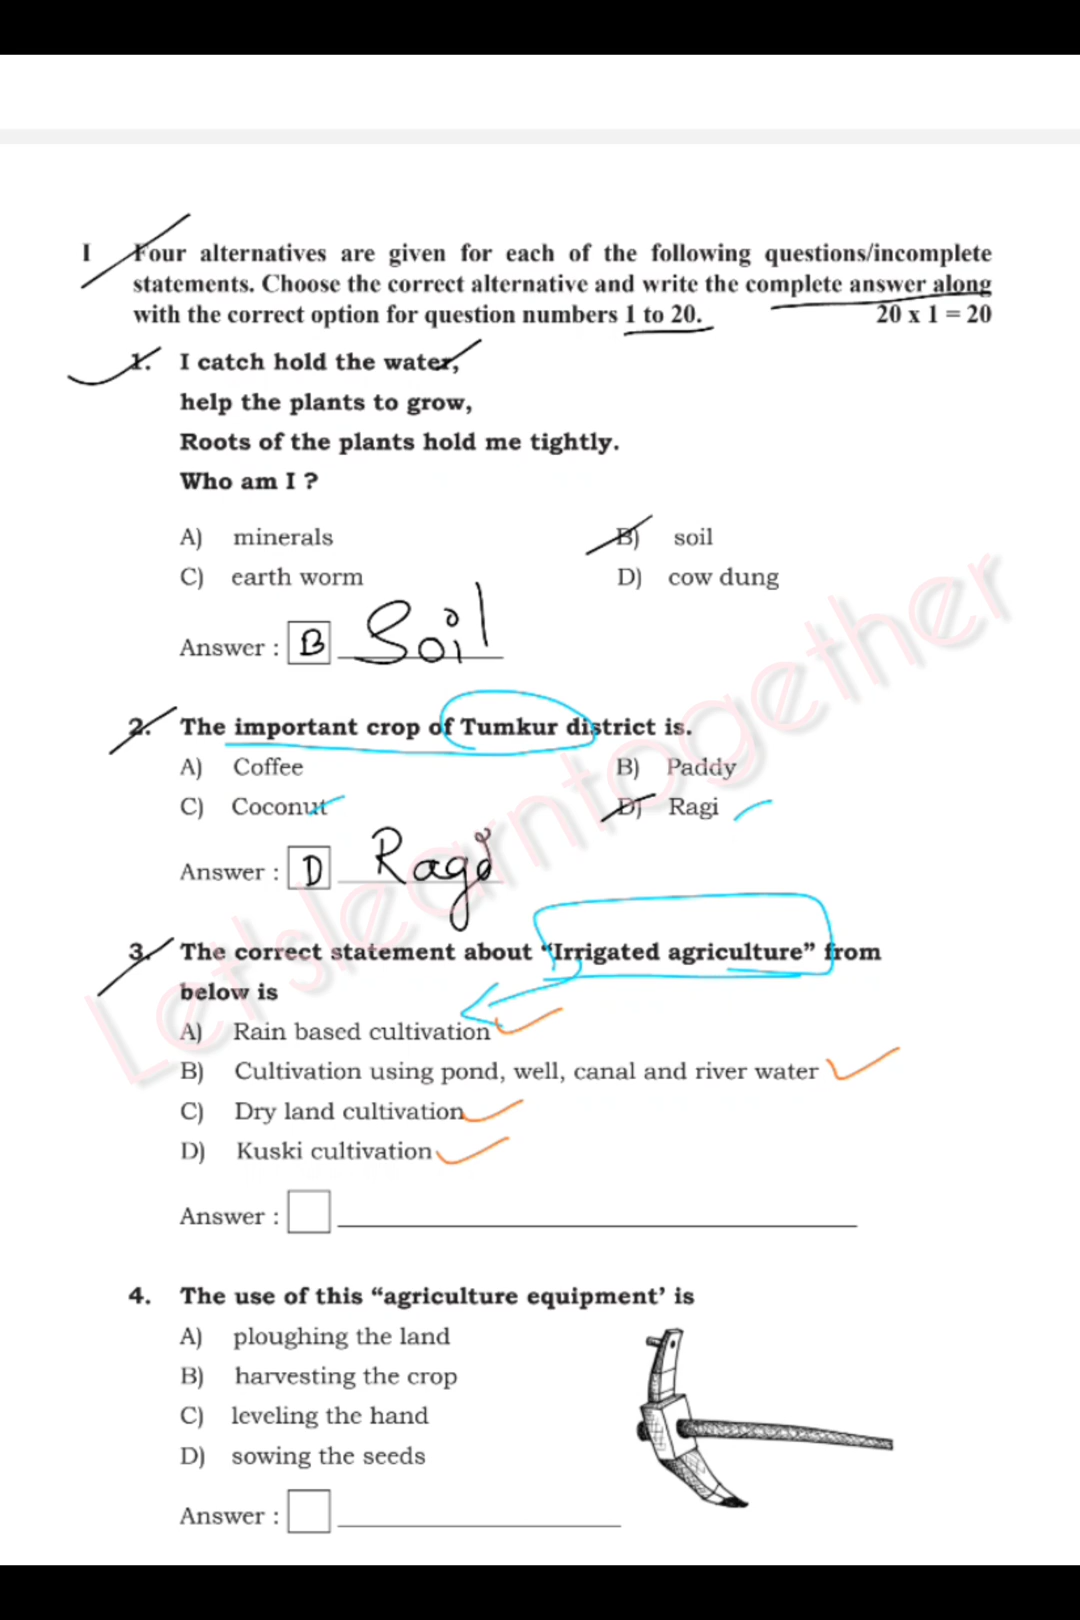 I Four alternatives are given for each of the following questions/incomplete
statements. Choose the correct alternative and write the complete answer along
with the correct option for question numbers 1 to 20. 20 x 1 = 20
1. I catch hold the water,
help the plants to grow,
Roots of the plants hold me tightly.
Who am I ?
A) minerals B) soil
C) earth worm D) cow dung
Answer : B Soil
2. The important crop of Tumkur district is.
A) Coffee B) Paddy
C) Coconut D) Ragi
Answer : D Ragi
3. The correct statement about “Irrigated agriculture” from
below is
A) Rain based cultivation
B) Cultivation using pond, well, canal and river water
C) Dry land cultivation
D) Kuski cultivation
Answer :
4. The use of this “agriculture equipment’ is
A) ploughing the land
B) harvesting the crop
C) leveling the hand
D) sowing the seeds
Answer :
Let'slearntogether